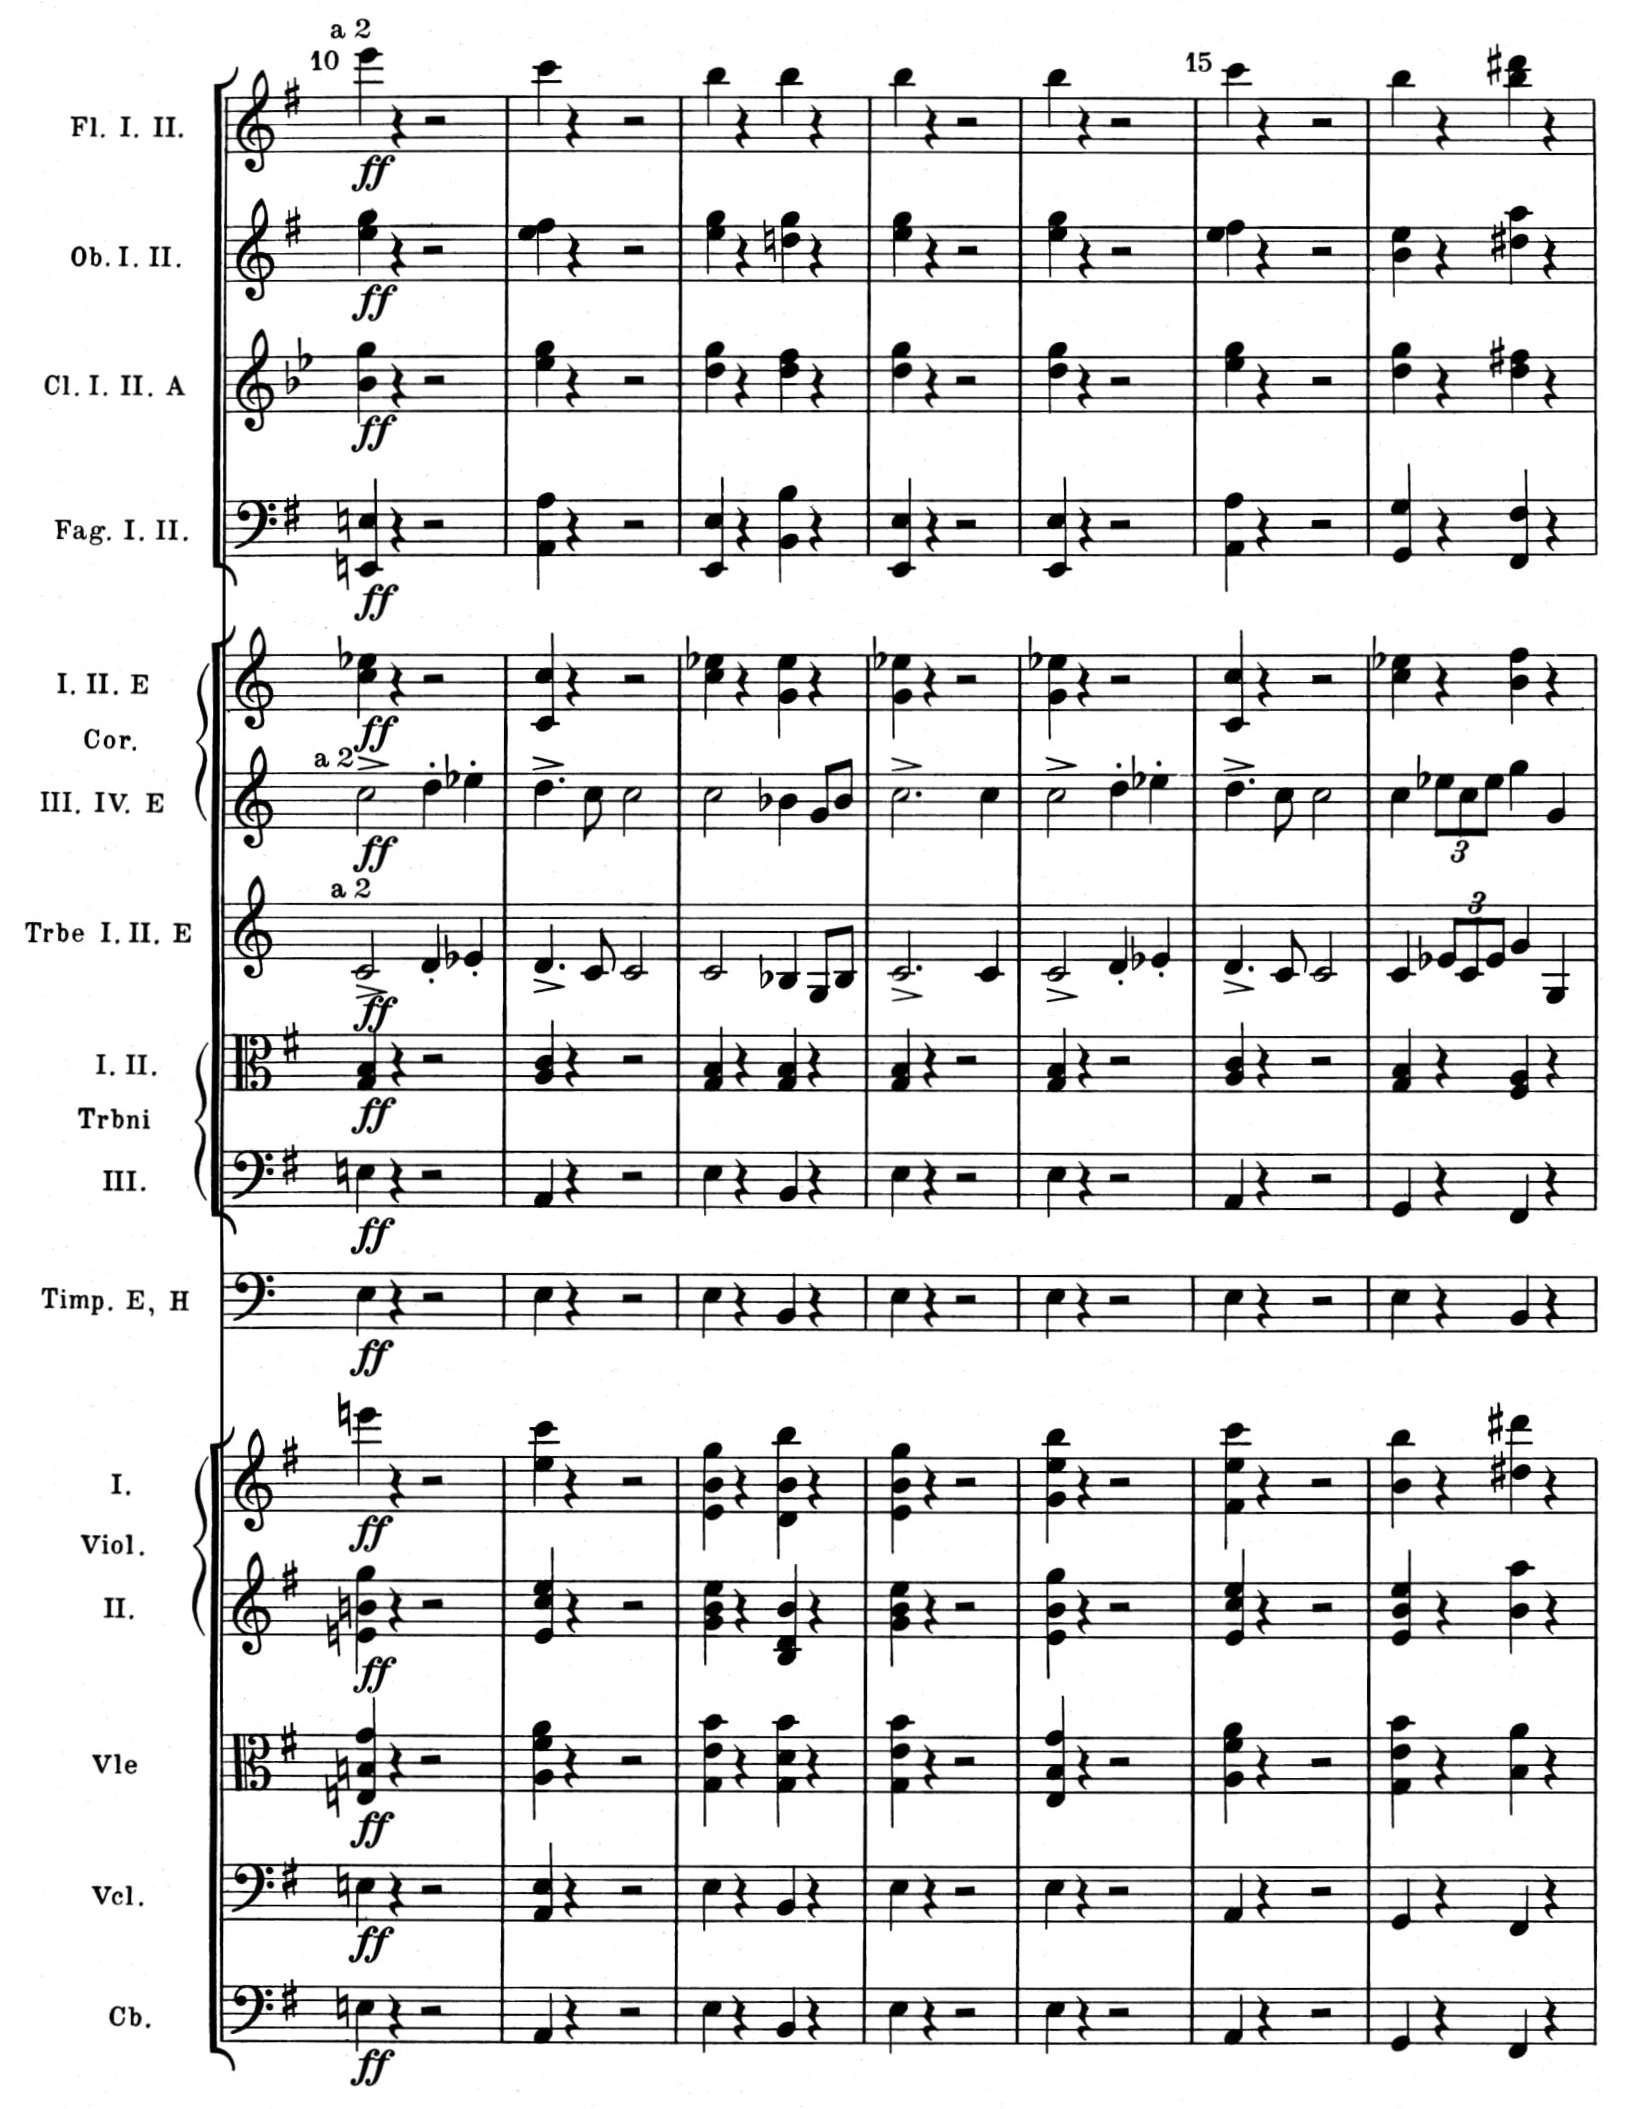 a 2
10
15
Fl. I. II.
ff
Ob. I. II.
ff
Cl. I. II. A
ff
Fag. I. II.
ff
I. II. E
ff
Cor.
a 2
III. IV. E
ff
3
a 2
3
Trbe I. II. E
ff
I. II.
ff
Trbni
III.
ff
Timp. E, H
ff
I.
ff
Viol.
II.
ff
Vle
ff
Vcl.
ff
Cb.
ff